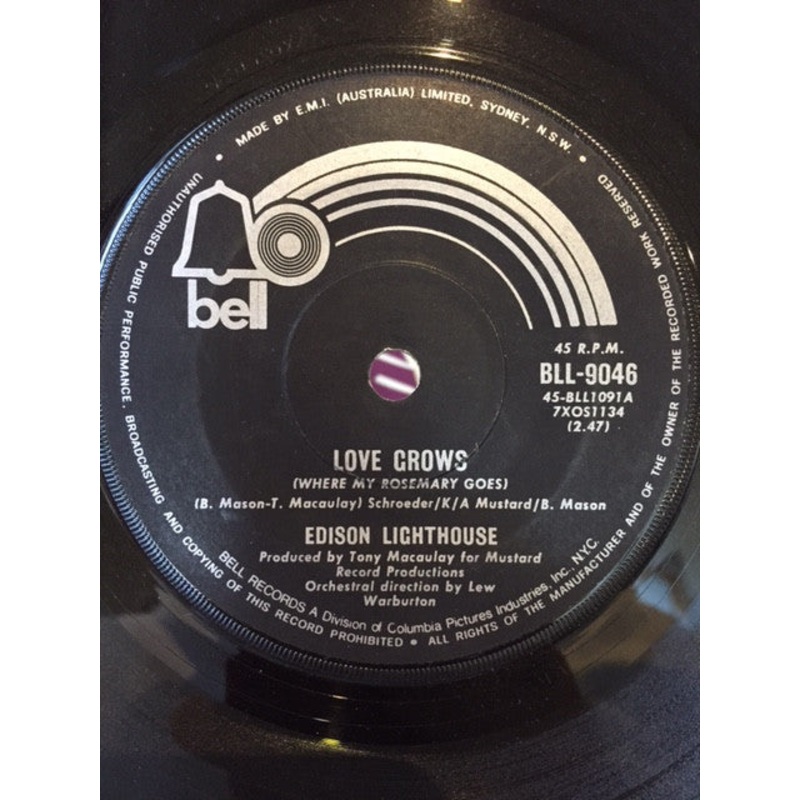 MADE BY E.M.I. (AUSTRALIA) LIMITED, SYDNEY, N.S.W. •
bell
45 R.P.M.
BLL-9046
45-BLL1091A
7XOS1134
(2.47)
LOVE GROWS
(WHERE MY ROSEMARY GOES)
(B. Mason-T. Macaulay) Schroeder/K/A Mustard/B. Mason
EDISON LIGHTHOUSE
Produced by Tony Macaulay for Mustard
Record Productions
Orchestral direction by Lew
Warburton
BELL RECORDS A Division of Columbia Pictures Industries, Inc., N.Y.C.
UNAUTHORISED PUBLIC PERFORMANCE, BROADCASTING AND COPYING OF THIS RECORD PROHIBITED • ALL RIGHTS OF THE MANUFACTURER AND OF THE OWNER OF THE RECORDED WORK RESERVED •